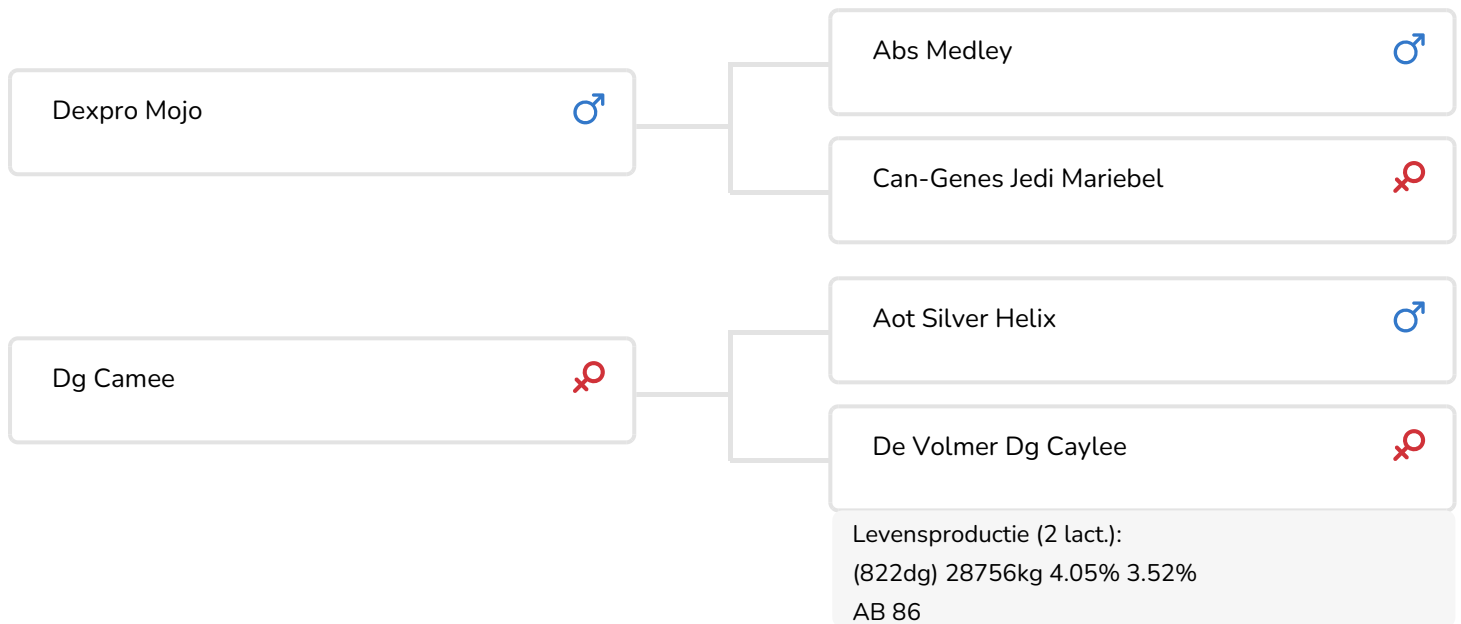 Dexpro Mojo
Abs Medley
Can-Genes Jedi Mariebel
Dg Camee
Aot Silver Helix
De Volmer Dg Caylee
Levensproductie (2 lact.):
(822dg) 28756kg 4.05% 3.52%
AB 86